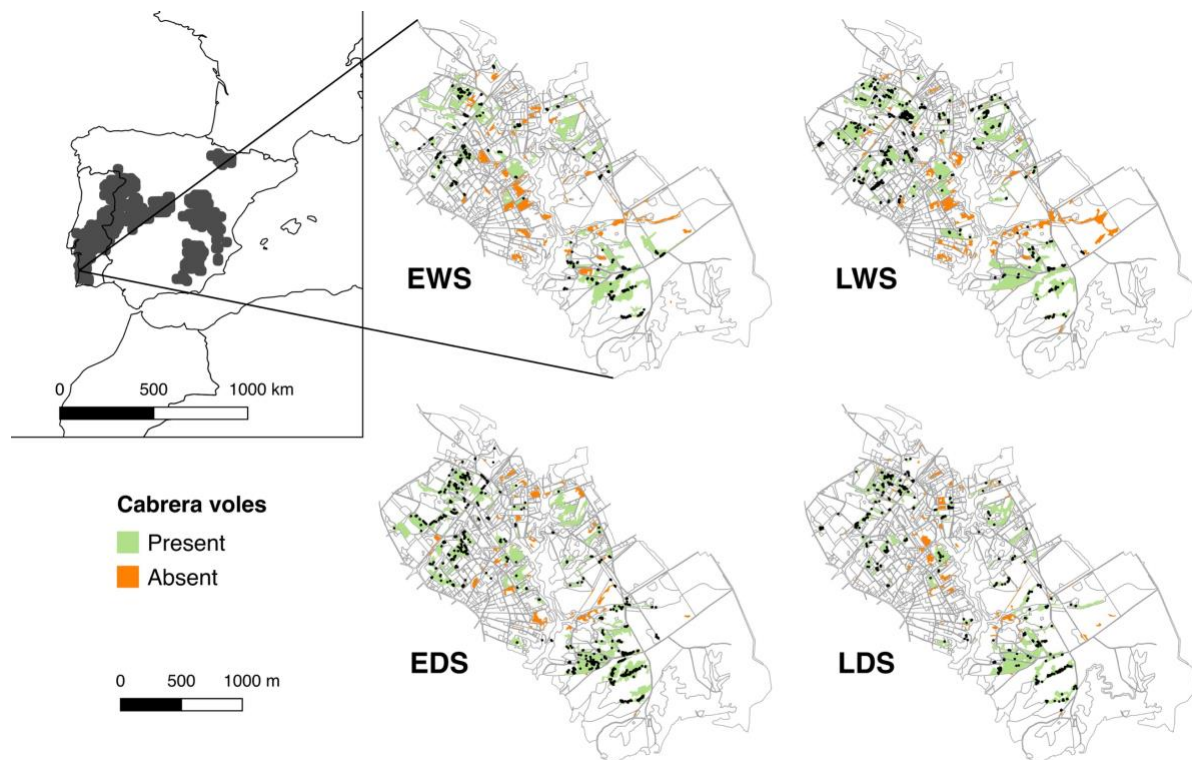 EWS
LWS
0 500 1000 km
Cabrera voles
Present
Absent
EDS
LDS
0 500 1000 m